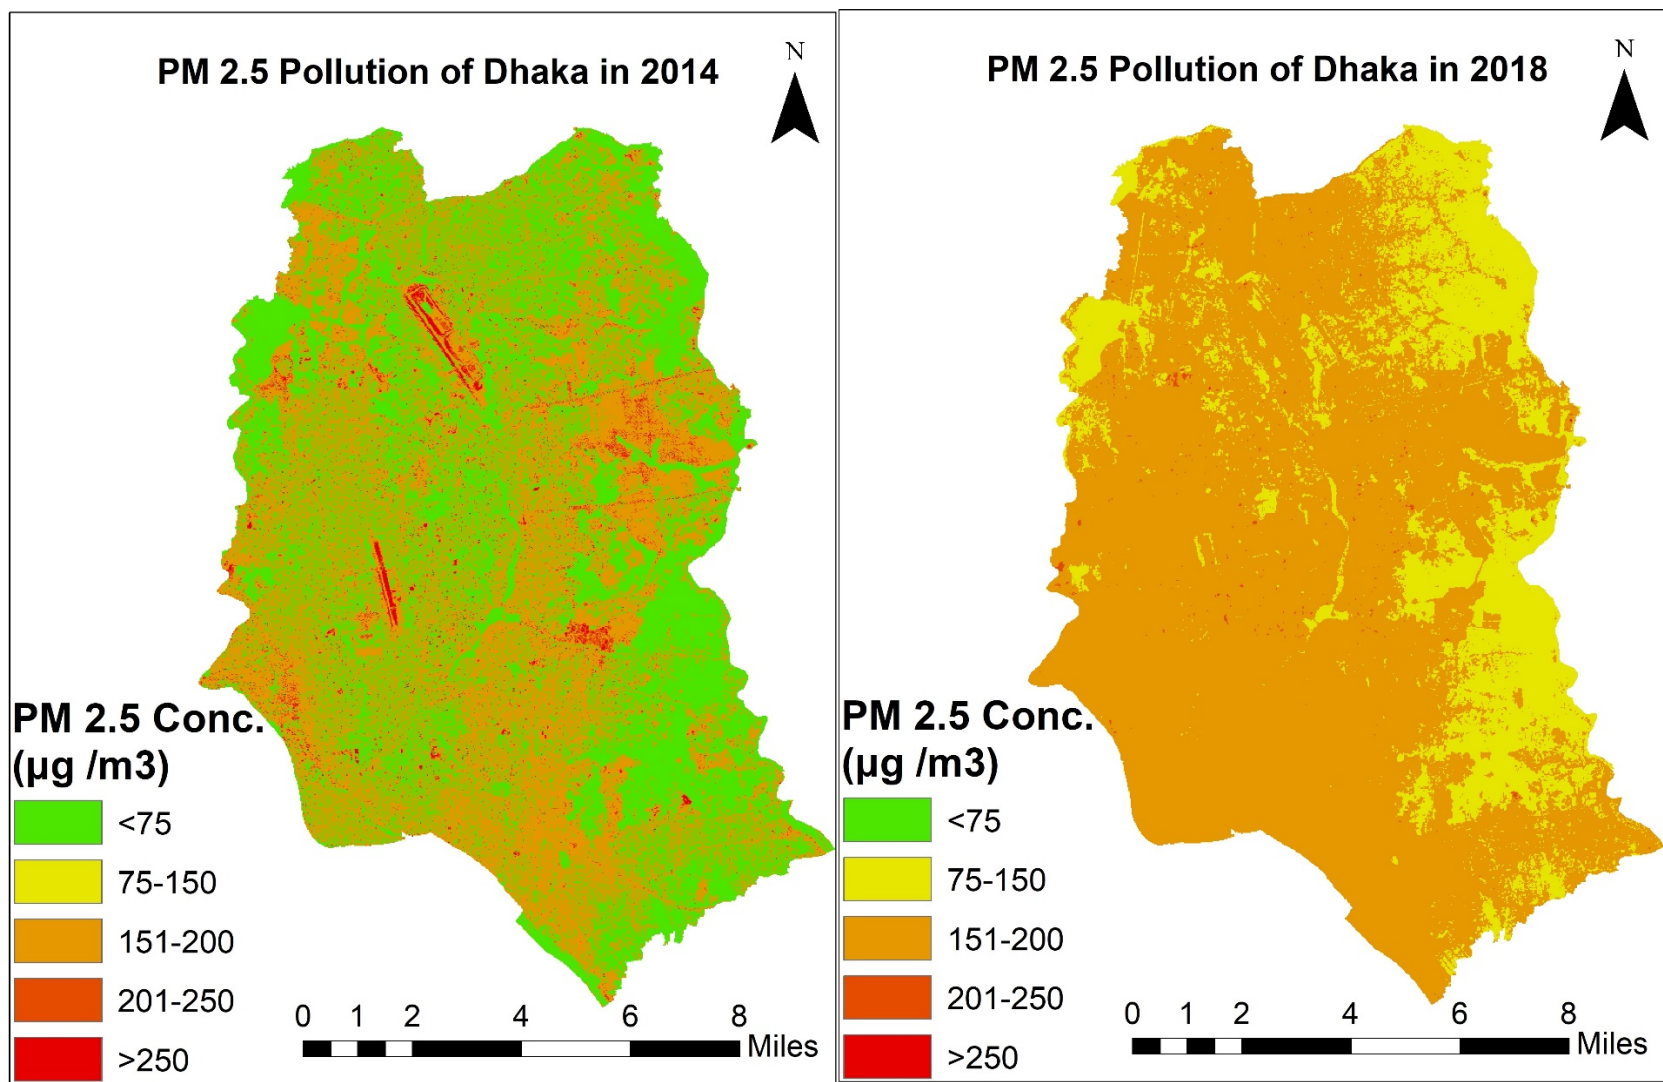 PM 2.5 Pollution of Dhaka in 2014
N
PM 2.5 Conc.
(µg /m3)
<75
75-150
151-200
201-250
>250
0 1 2 4 6 8
Miles
PM 2.5 Pollution of Dhaka in 2018
N
PM 2.5 Conc.
(µg /m3)
<75
75-150
151-200
201-250
>250
0 1 2 4 6 8
Miles